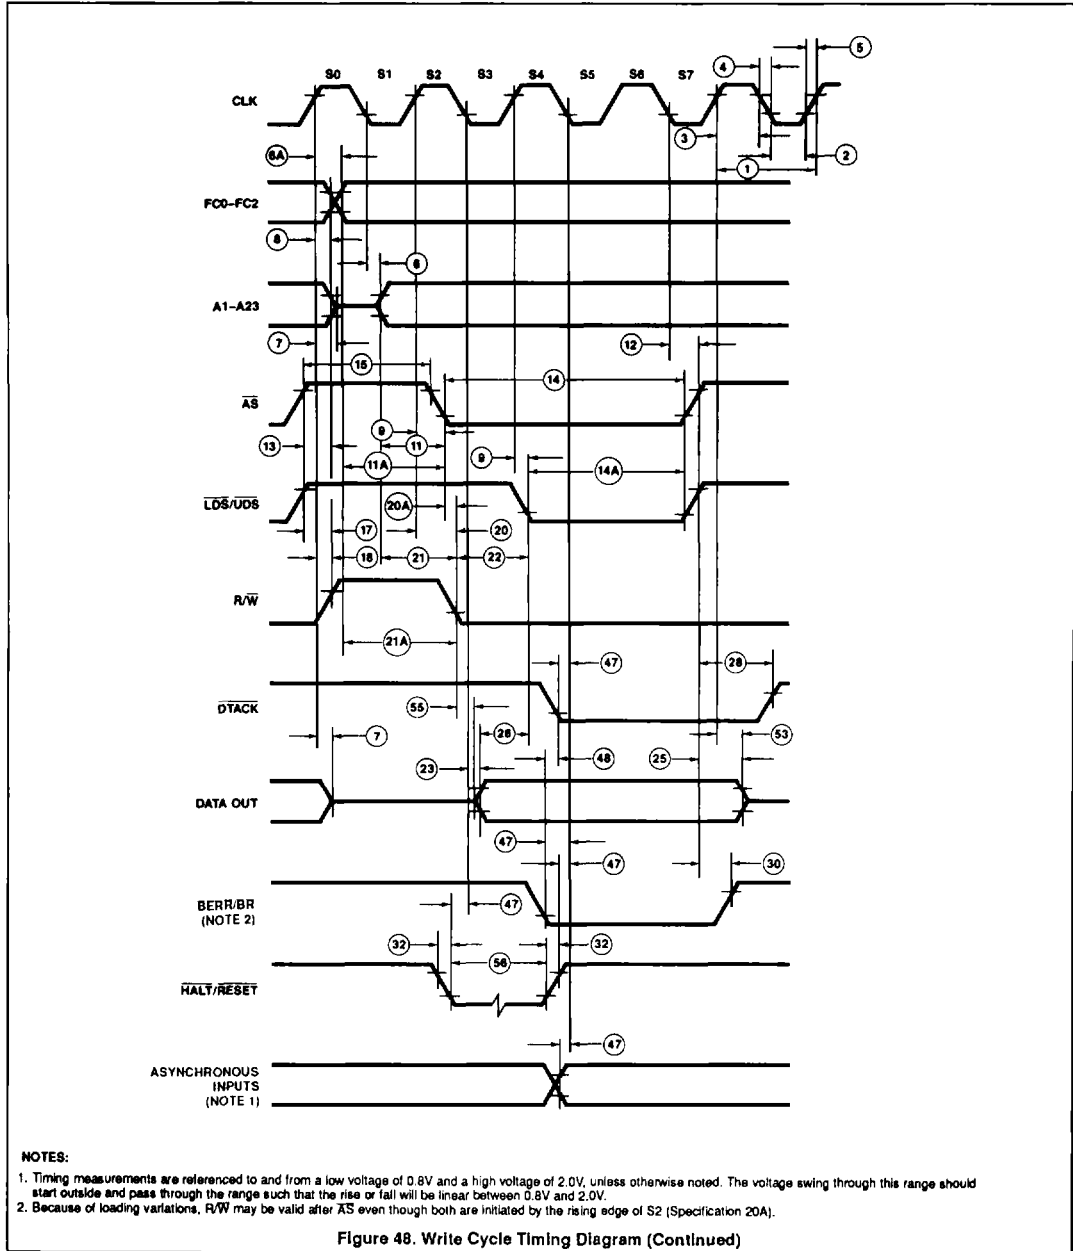 5
4
S0 S1 S2 S3 S4 S5 S6 S7
CLK
3
2
6A
1
FC0–FC2
8
6
A1–A23
7
12
15
14
AS
9
13
11
9
11A
14A
LDS/UDS
20A
17
20
18
21
22
R/W
21A
47
28
DTACK
55
7
26
53
23
48
25
DATA OUT
47
47
30
BERR/BR
(NOTE 2)
47
32
56
32
HALT/RESET
47
ASYNCHRONOUS
INPUTS
(NOTE 1)
NOTES:
1. Timing measurements are referenced to and from a low voltage of 0.8V and a high voltage of 2.0V, unless otherwise noted. The voltage swing through this range should
start outside and pass through the range such that the rise or fall will be linear between 0.8V and 2.0V.
2. Because of loading variations, R/W may be valid after AS even though both are initiated by the rising edge of S2 (Specification 20A).
Figure 48. Write Cycle Timing Diagram (Continued)